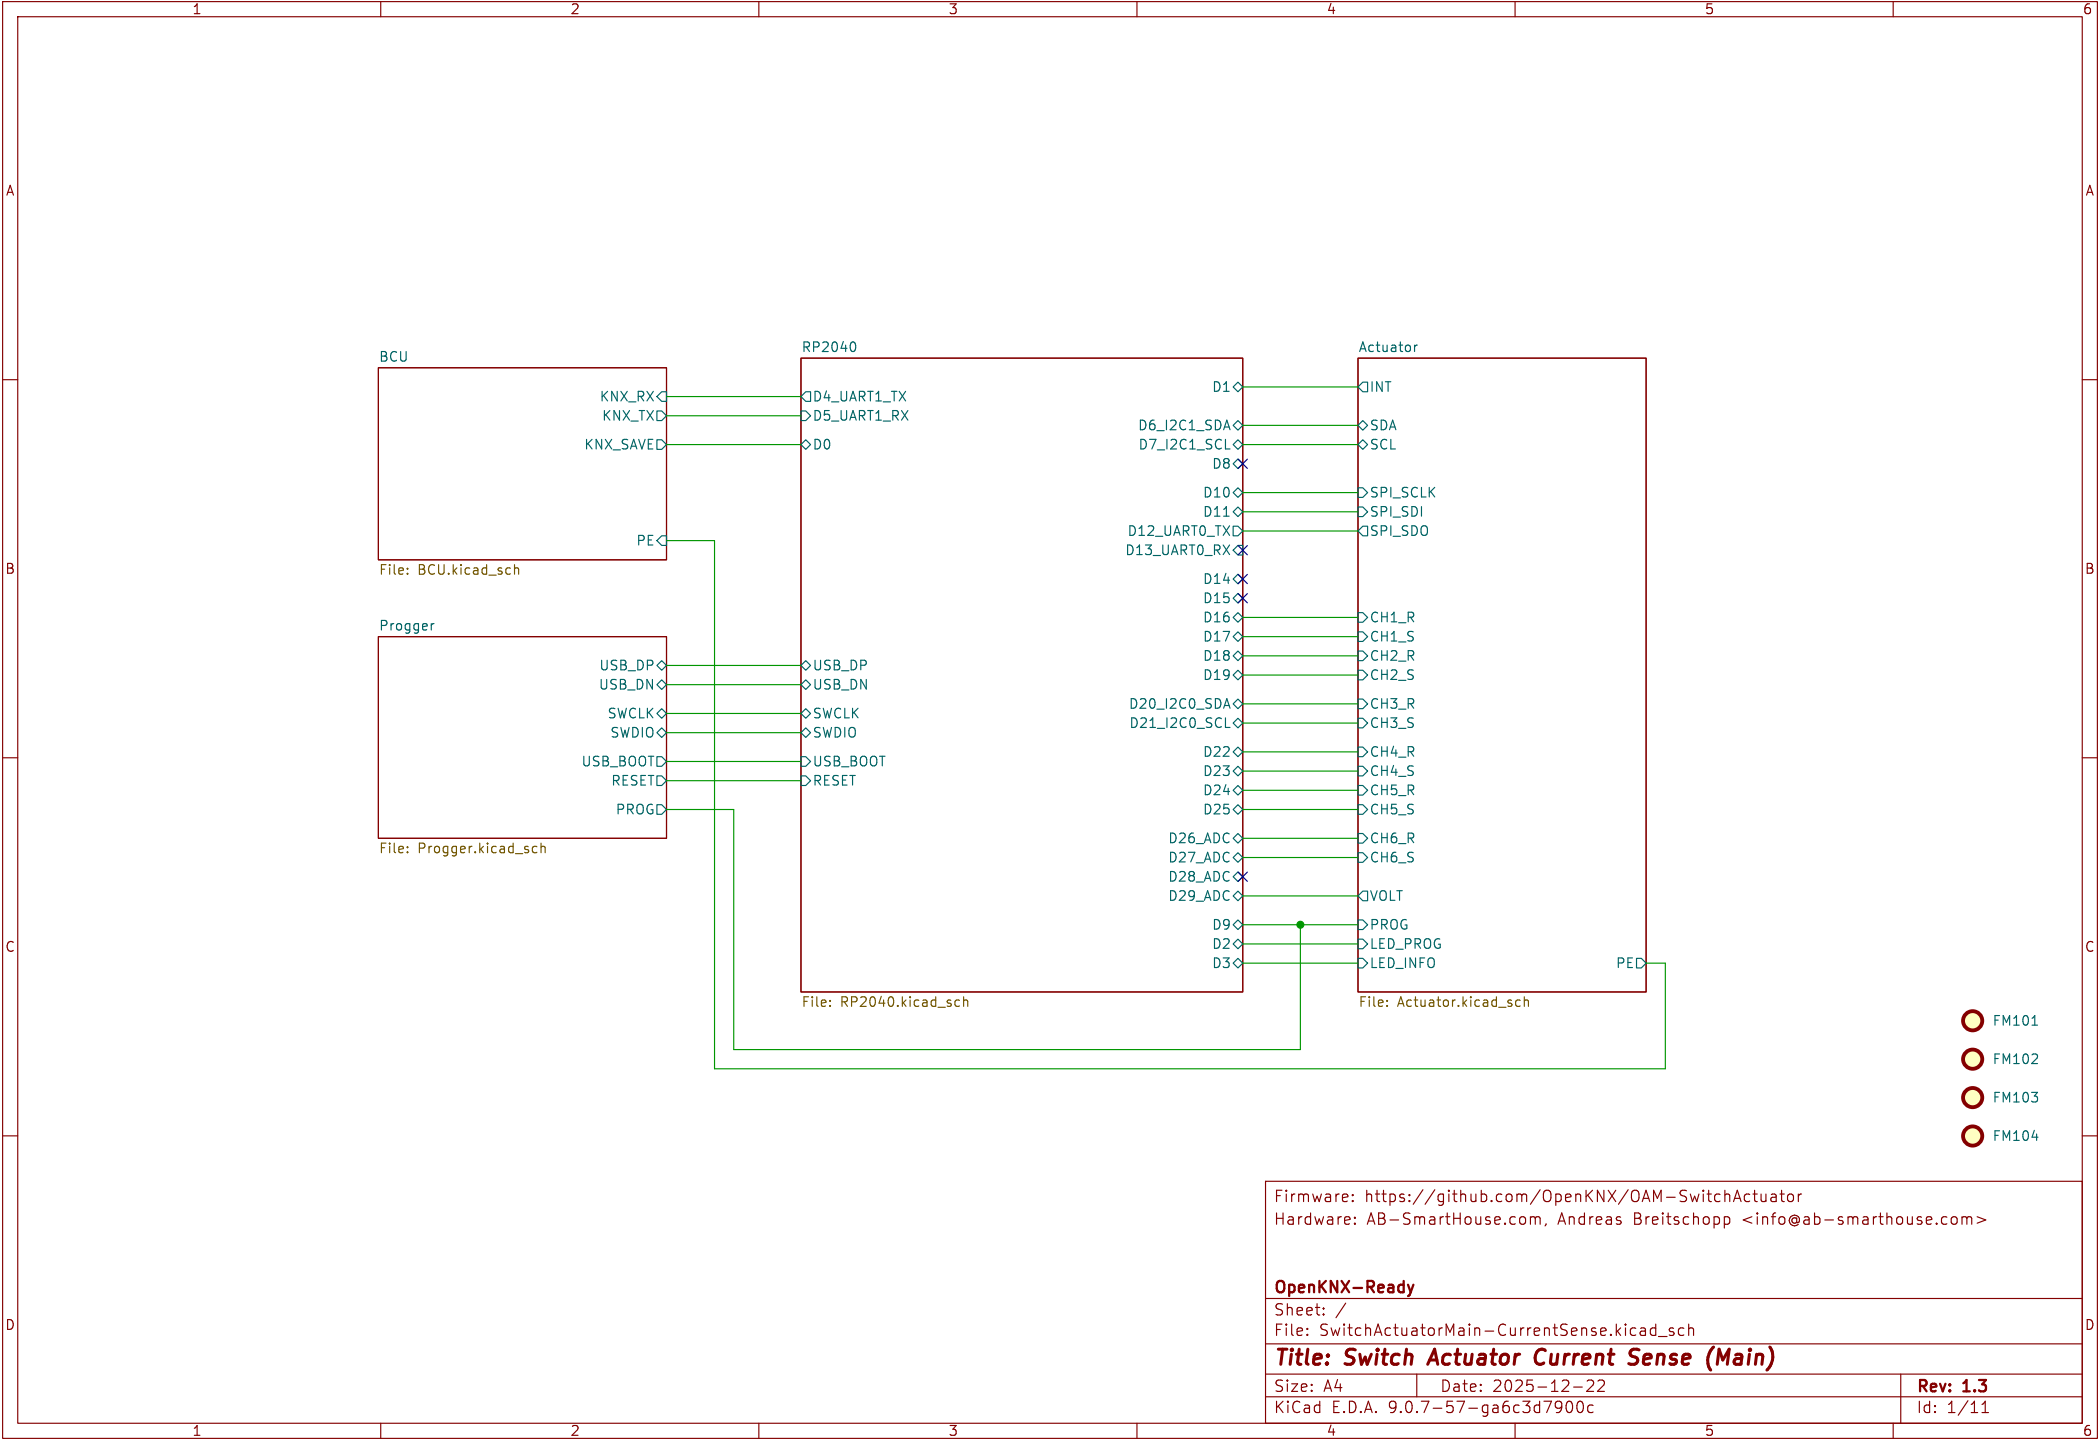 1 2 3 4 5 6
A A
B B
C C
D D
BCU
KNX_RX
KNX_TX
KNX_SAVE
PE
File: BCU.kicad_sch
Progger
USB_DP
USB_DN
SWCLK
SWDIO
USB_BOOT
RESET
PROG
File: Progger.kicad_sch
RP2040
D4_UART1_TX
D5_UART1_RX
D0
USB_DP
USB_DN
SWCLK
SWDIO
USB_BOOT
RESET
D1
D6_I2C1_SDA
D7_I2C1_SCL
D8
D10
D11
D12_UART0_TX
D13_UART0_RX
D14
D15
D16
D17
D18
D19
D20_I2C0_SDA
D21_I2C0_SCL
D22
D23
D24
D25
D26_ADC
D27_ADC
D28_ADC
D29_ADC
D9
D2
D3
File: RP2040.kicad_sch
Actuator
INT
SDA
SCL
SPI_SCLK
SPI_SDI
SPI_SDO
CH1_R
CH1_S
CH2_R
CH2_S
CH3_R
CH3_S
CH4_R
CH4_S
CH5_R
CH5_S
CH6_R
CH6_S
VOLT
PROG
LED_PROG
LED_INFO
PE
File: Actuator.kicad_sch
FM101
FM102
FM103
FM104
Firmware: https://github.com/OpenKNX/OAM-SwitchActuator
Hardware: AB-SmartHouse.com, Andreas Breitschopp <info@ab-smarthouse.com>
OpenKNX-Ready
Sheet: /
File: SwitchActuatorMain-CurrentSense.kicad_sch
Title: Switch Actuator Current Sense (Main)
Size: A4 Date: 2025-12-22 Rev: 1.3
KiCad E.D.A. 9.0.7-57-ga6c3d7900c Id: 1/11
1 2 3 4 5 6